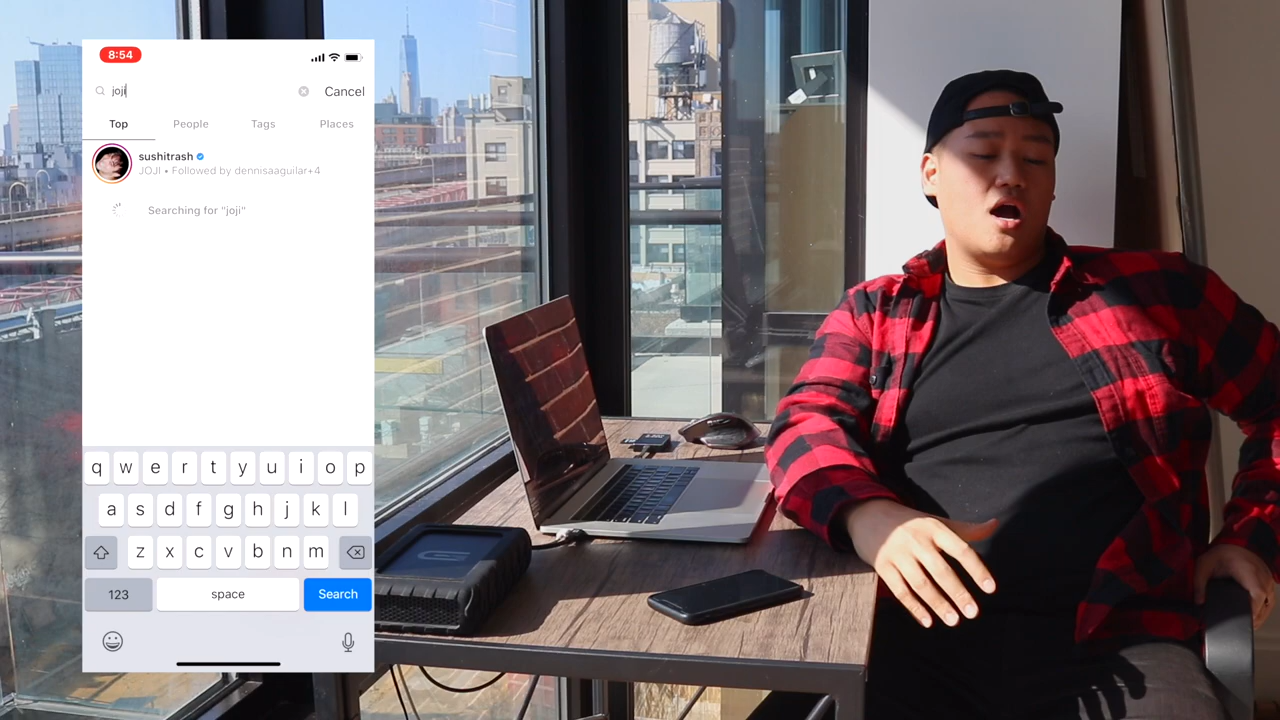 8:54
joji
Cancel
Top People Tags Places
sushitrash
JOJI • Followed by dennisaaguilar+4
Searching for "joji"
q w e r t y u i o p
a s d f g h j k l
z x c v b n m
123 space Search